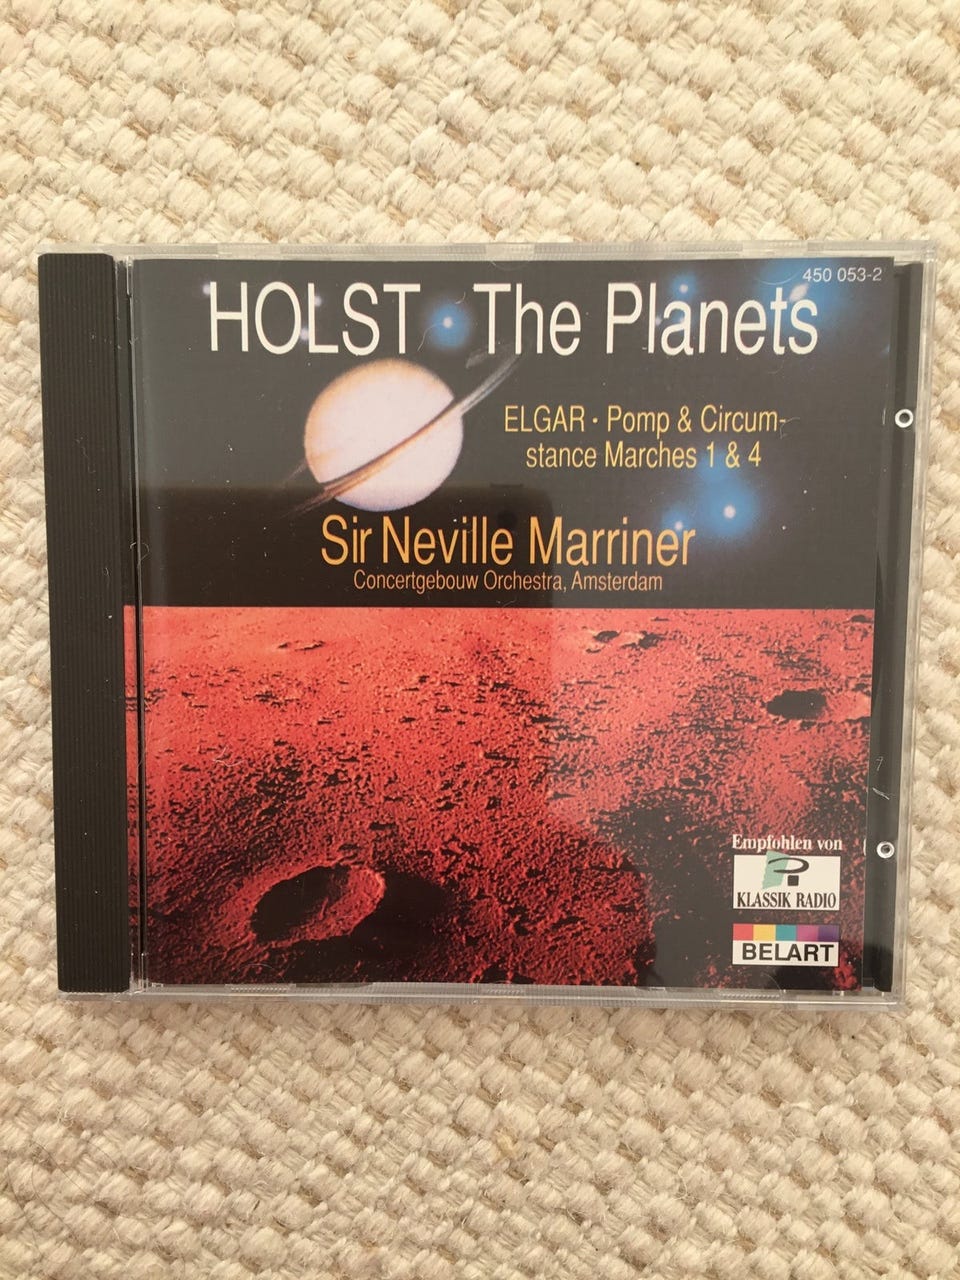 450 053-2
HOLST · The Planets
ELGAR · Pomp & Circum-
stance Marches 1 & 4
Sir Neville Marriner
Concertgebouw Orchestra, Amsterdam
Empfohlen von
KLASSIK RADIO
BELART